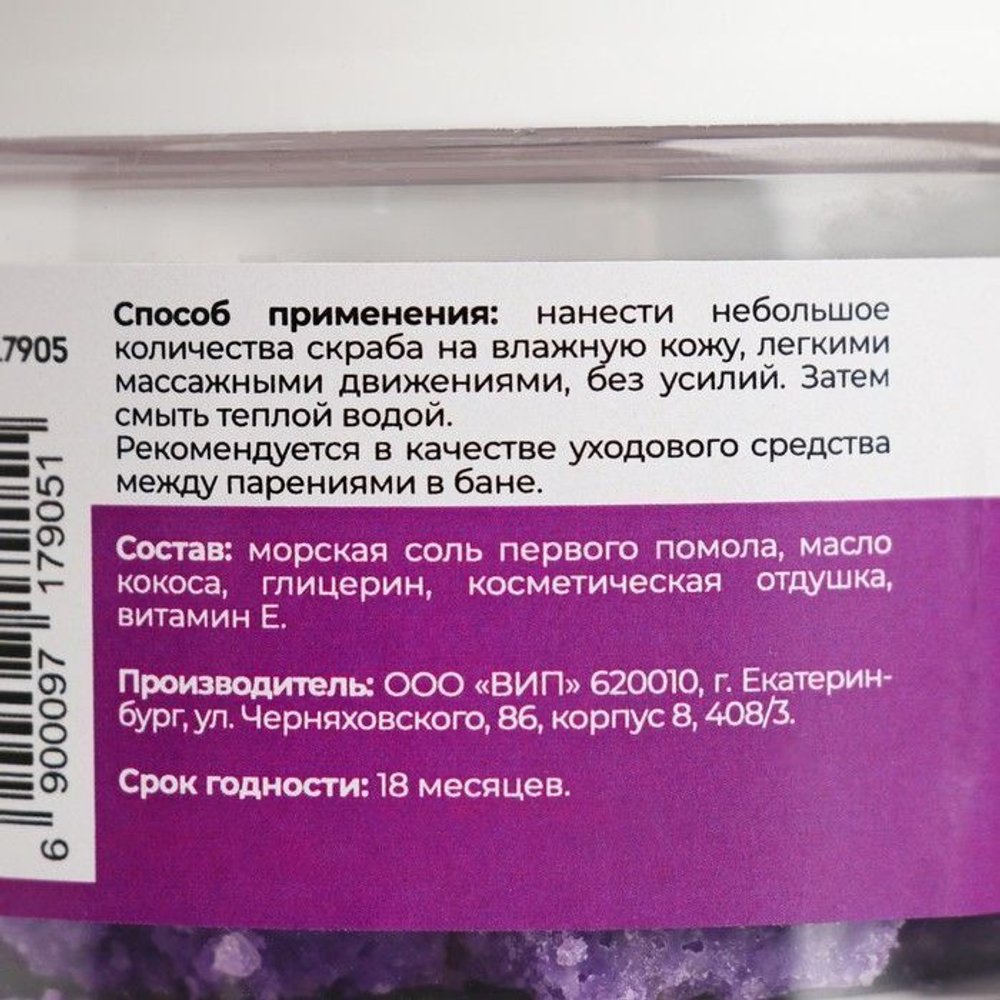 Способ применения: нанести небольшое
количества скраба на влажную кожу, легкими
массажными движениями, без усилий. Затем
смыть теплой водой.
Рекомендуется в качестве уходового средства
между парениями в бане.
Состав: морская соль первого помола, масло
кокоса, глицерин, косметическая отдушка,
витамин Е.
Производитель: ООО «ВИП» 620010, г. Екатерин-
бург, ул. Черняховского, 86, корпус 8, 408/3.
Срок годности: 18 месяцев.
7905
6 900097 179051